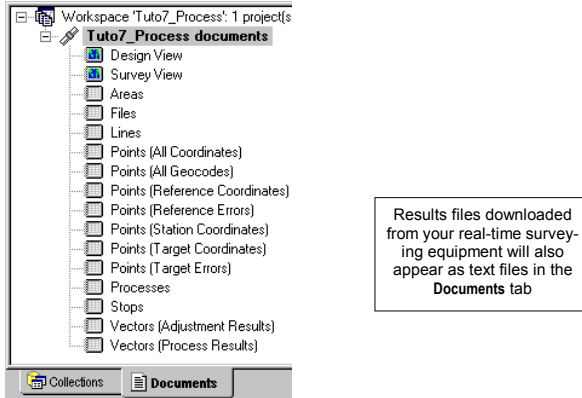 Workspace 'Tuto7_Process': 1 project(s
Tuto7_Process documents
Design View
Survey View
Areas
Files
Lines
Points (All Coordinates)
Points (All Geocodes)
Points (Reference Coordinates)
Points (Reference Errors)
Points (Station Coordinates)
Points (Target Coordinates)
Points (Target Errors)
Processes
Stops
Vectors (Adjustment Results)
Vectors (Process Results)
Collections
Documents
Results files downloaded
from your real-time survey-
ing equipment will also
appear as text files in the
Documents tab